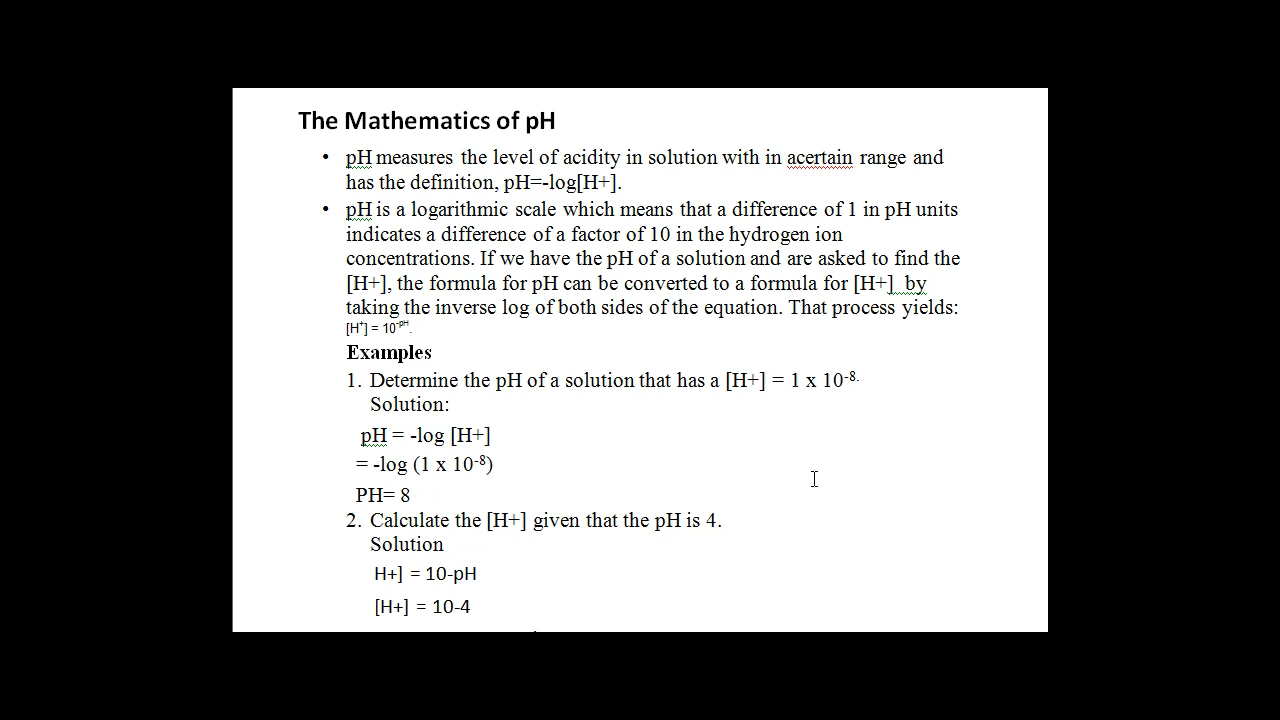 The Mathematics of pH
• pH measures the level of acidity in solution with in acertain range and
has the definition, pH=-log[H+].
• pH is a logarithmic scale which means that a difference of 1 in pH units
indicates a difference of a factor of 10 in the hydrogen ion
concentrations. If we have the pH of a solution and are asked to find the
[H+], the formula for pH can be converted to a formula for [H+]  by
taking the inverse log of both sides of the equation. That process yields:
[H⁺] = 10⁻ᵖᴴ.
Examples
1. Determine the pH of a solution that has a [H+] = 1 x 10⁻⁸·
Solution:
pH = -log [H+]
= -log (1 x 10⁻⁸)
PH= 8
2. Calculate the [H+] given that the pH is 4.
Solution
H+] = 10-pH
[H+] = 10-4